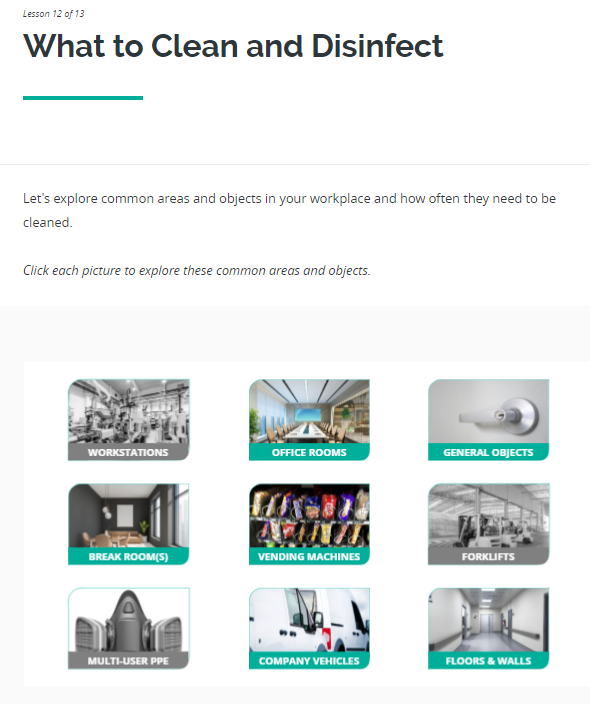 Lesson 12 of 13
What to Clean and Disinfect
Let's explore common areas and objects in your workplace and how often they need to be
cleaned.
Click each picture to explore these common areas and objects.
WORKSTATIONS
OFFICE ROOMS
GENERAL OBJECTS
BREAK ROOM(S)
VENDING MACHINES
FORKLIFTS
MULTI-USER PPE
COMPANY VEHICLES
FLOORS & WALLS